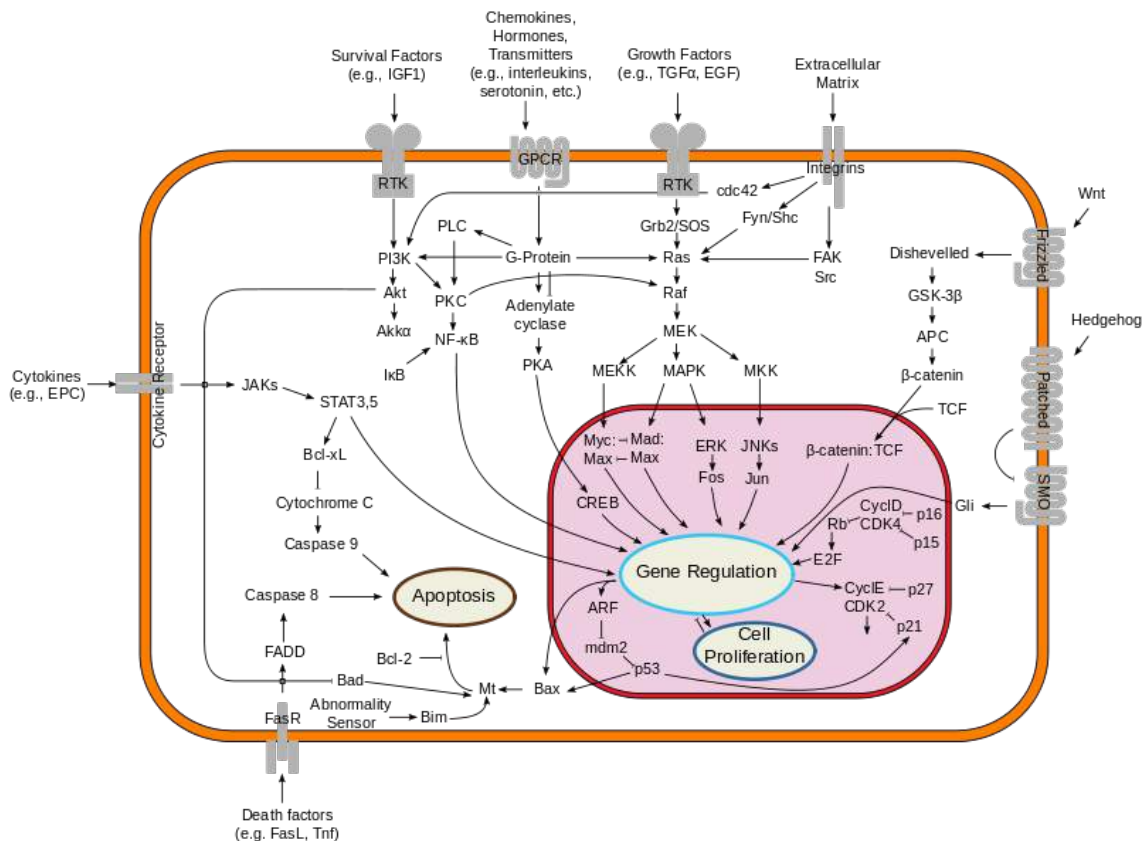 Chemokines,
Hormones,
Transmitters
(e.g., interleukins,
serotonin, etc.)
Survival Factors
(e.g., IGF1)
Growth Factors
(e.g., TGFα, EGF)
Extracellular
Matrix
GPCR
Integrins
RTK
RTK
cdc42
Wnt
PLC
Grb2/SOS
Fyn/Shc
Frizzled
PI3K
G-Protein
Ras
FAK
Src
Dishevelled
Akt
PKC
Adenylate
cyclase
Raf
GSK-3β
Akkα
NF-κB
MEK
APC
Hedgehog
IκB
PKA
MEKK
MAPK
MKK
β-catenin
Cytokines
(e.g., EPC)
Cytokine Receptor
JAKs
STAT3,5
TCF
Patched
Bcl-xL
Myc:
Max
Mad:
Max
ERK
JNKs
β-catenin:TCF
Fos
Jun
Cytochrome C
CREB
Gli
SMO
CyclD
CDK4
p16
Rb
p15
Caspase 9
E2F
Gene Regulation
Caspase 8
Apoptosis
ARF
CyclE
CDK2
p27
p21
FADD
Bcl-2
mdm2
Cell
Proliferation
p53
Bad
Mt
Bax
FasR
Abnormality
Sensor
Bim
Death factors
(e.g. FasL, Tnf)